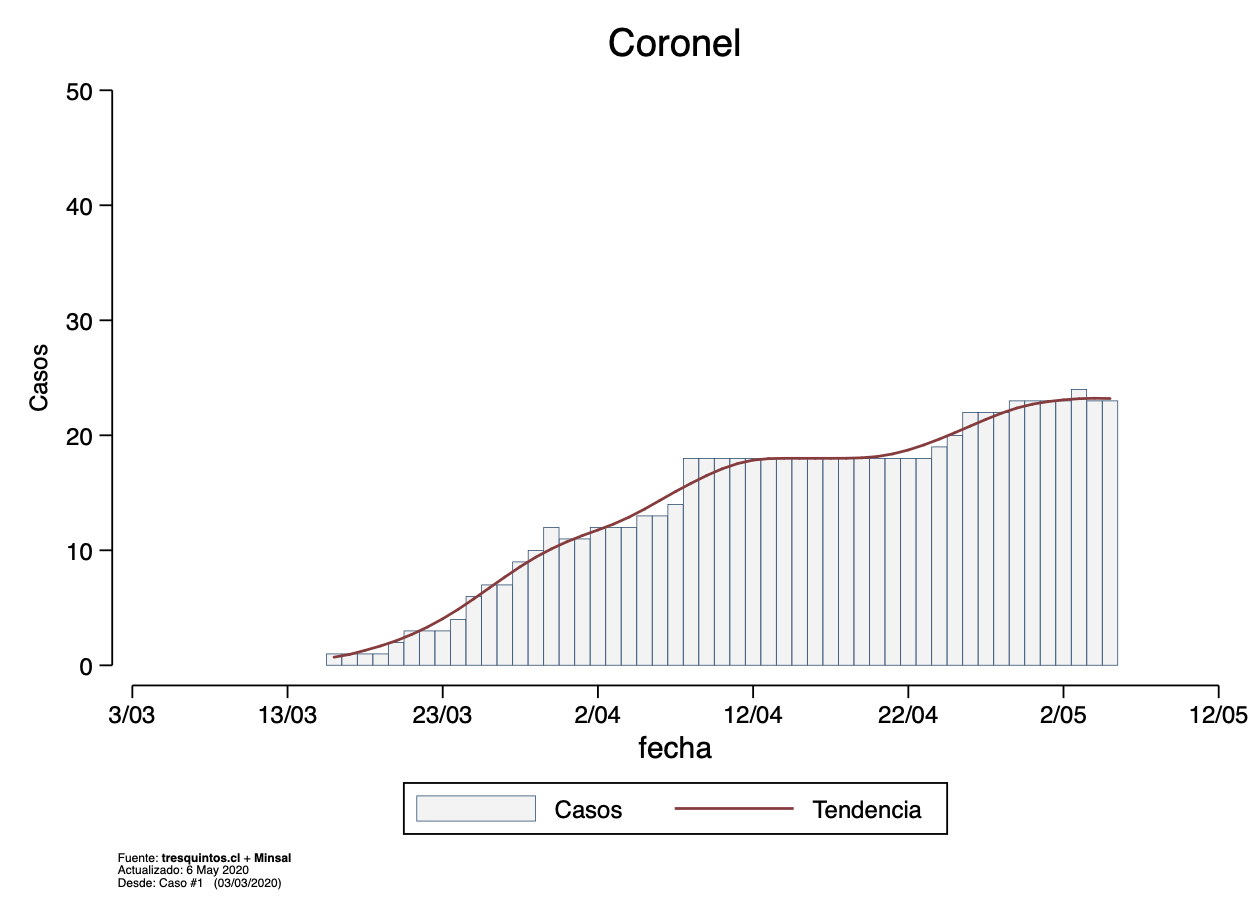 Coronel
50
40
30
20
10
0
Casos
3/03 13/03 23/03 2/04 12/04 22/04 2/05 12/05
fecha
Casos Tendencia
Fuente: tresquintos.cl + Minsal
Actualizado: 6 May 2020
Desde: Caso #1 (03/03/2020)